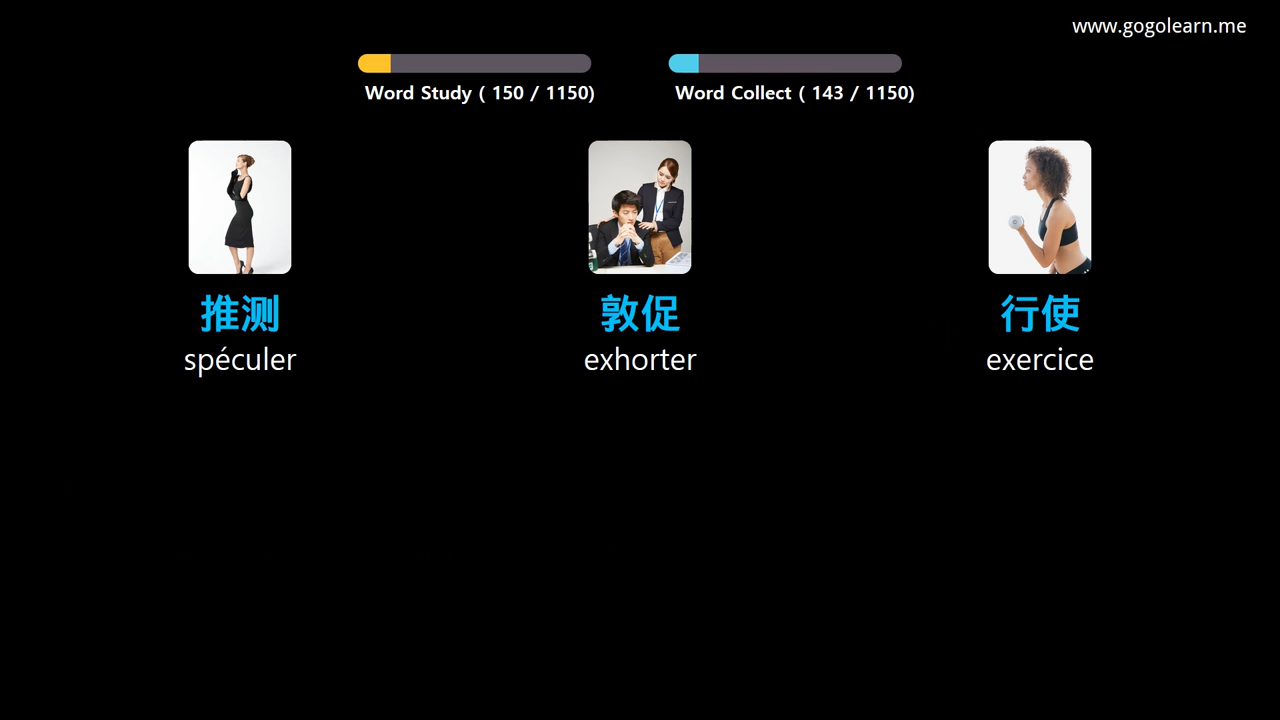 www.gogolearn.me
Word Study ( 150 / 1150)
Word Collect ( 143 / 1150)
推测
敦促
行使
spéculer
exhorter
exercice